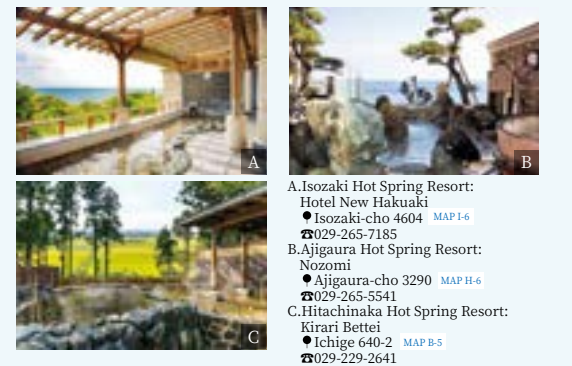 A
B
C
A.Isozaki Hot Spring Resort:
Hotel New Hakuaki
Isozaki-cho 4604 MAP I-6
☎029-265-7185
B.Ajigaura Hot Spring Resort:
Nozomi
Ajigaura-cho 3290 MAP H-6
☎029-265-5541
C.Hitachinaka Hot Spring Resort:
Kirari Bettei
Ichige 640-2 MAP B-5
☎029-229-2641